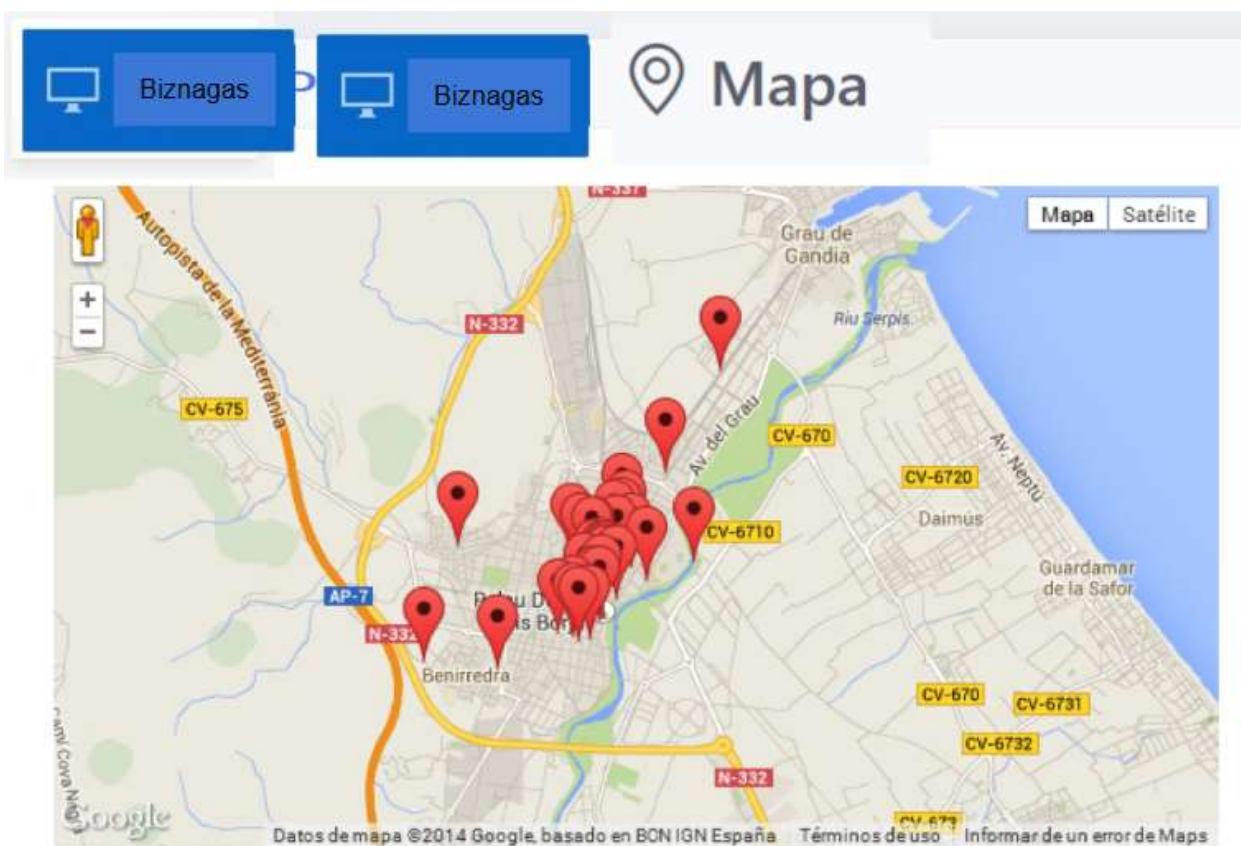 Biznagas
Biznagas
Mapa
Mapa
Satélite
N-337
Grau de
Gandia
Autopista de la Mediterrània
+
−
N-332
Riu Serpis
CV-675
Av. del Grau
CV-670
Av. Neptú
CV-6720
Daimús
CV-6710
Guardamar
de la Safor
AP-7
N-332
Benirredra
CV-670
CV-6731
CV-6732
N-332
CV-673
Google
Datos de mapa ©2014 Google, basado en BCN IGN España
Términos de uso
Informar de un error de Maps